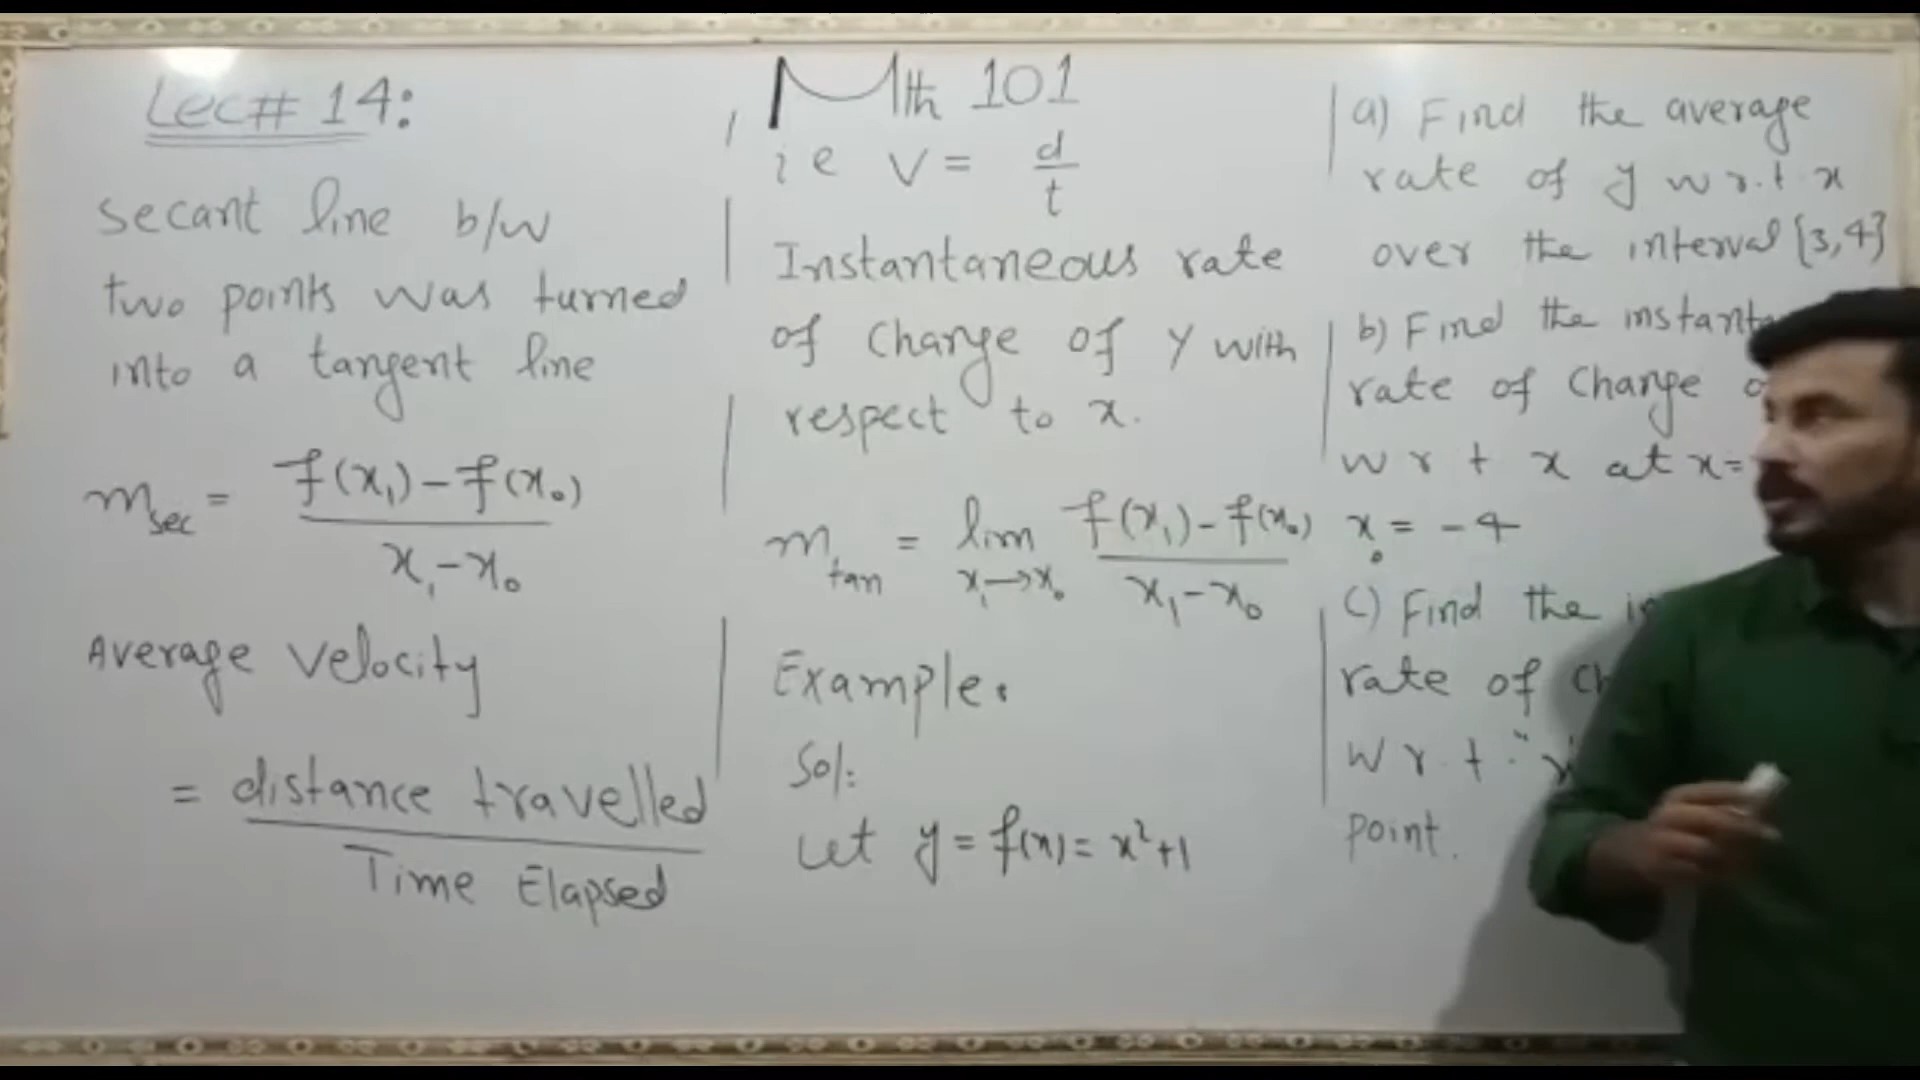 Lec# 14:
secant line b/w
two points was turned
into a tangent line
m_sec = f(x₁) - f(x₀)
x₁ - x₀
Average velocity
= distance travelled
Time Elapsed
Mth 101
i e v = d
t
Instantaneous rate
of Change of y with
respect to x.
m_tan = lim x₁→x₀ f(x₁) - f(x₀)
x₁ - x₀
Example:
Sol:
Let y = f(x) = x²+1
a) Find the average
rate of y w r.t x
over the interval [3,4]
b) Find the
rate of Change
w r t x at x =
x₀ = -4
c) Find the
rate of
w r.t "x"
point.